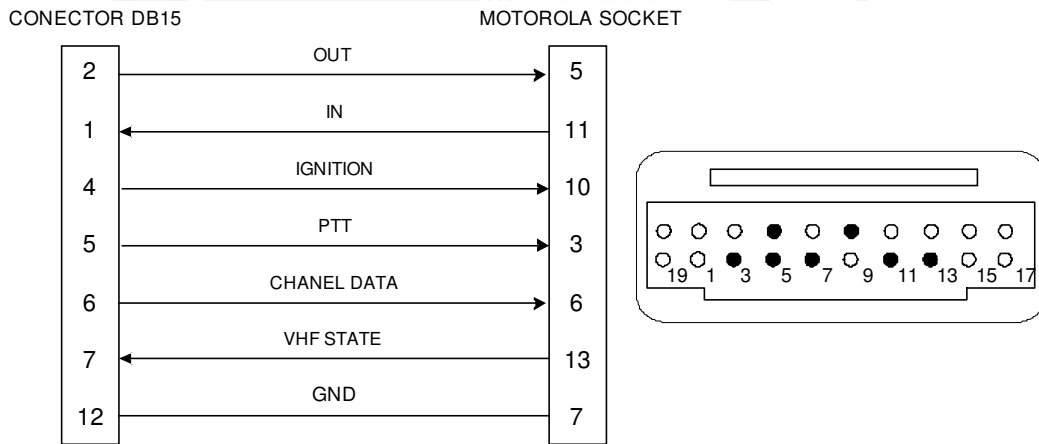 CONECTOR DB15 MOTOROLA SOCKET
2 OUT 5
1 IN 11
4 IGNITION 10
5 PTT 3
6 CHANEL DATA 6
7 VHF STATE 13
12 GND 7
19 1 3 5 7 9 11 13 15 17